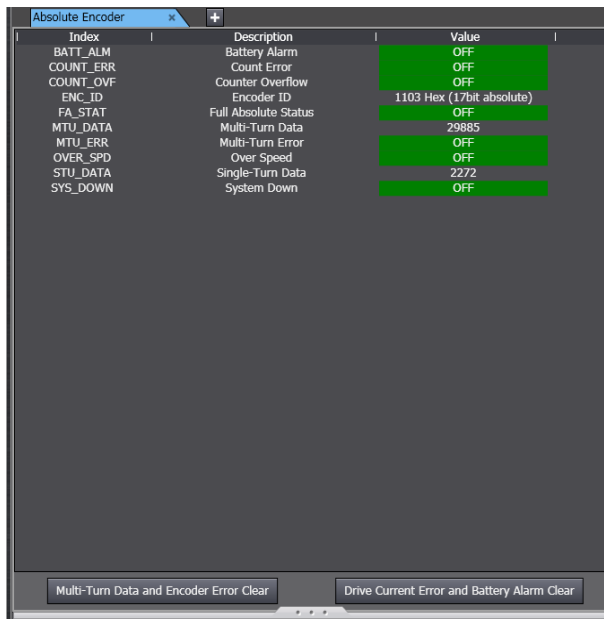 Absolute Encoder × +
Index Description Value
BATT_ALM Battery Alarm OFF
COUNT_ERR Count Error OFF
COUNT_OVF Counter Overflow OFF
ENC_ID Encoder ID 1103 Hex (17bit absolute)
FA_STAT Full Absolute Status OFF
MTU_DATA Multi-Turn Data 29885
MTU_ERR Multi-Turn Error OFF
OVER_SPD Over Speed OFF
STU_DATA Single-Turn Data 2272
SYS_DOWN System Down OFF
Multi-Turn Data and Encoder Error Clear Drive Current Error and Battery Alarm Clear